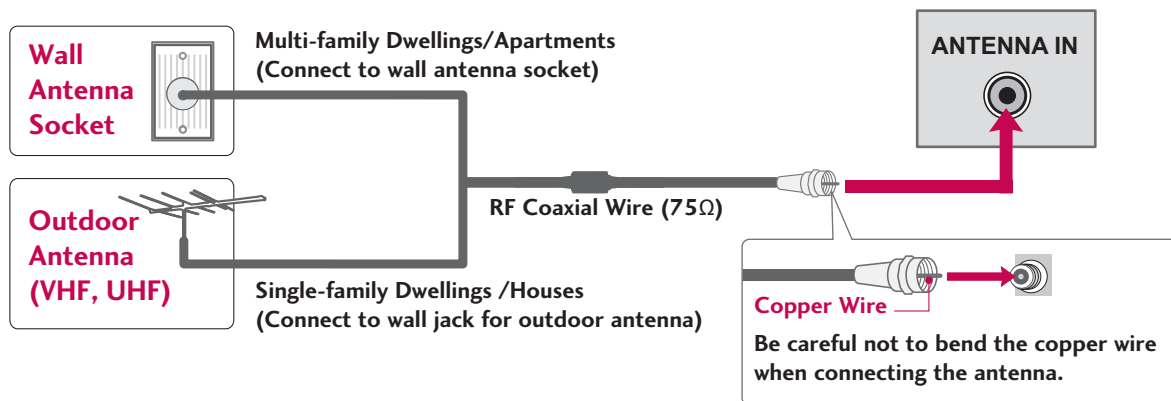 Wall
Antenna
Socket
Multi-family Dwellings/Apartments
(Connect to wall antenna socket)
ANTENNA IN
RF Coaxial Wire (75Ω)
Outdoor
Antenna
(VHF, UHF)
Single-family Dwellings /Houses
(Connect to wall jack for outdoor antenna)
Copper Wire
Be careful not to bend the copper wire
when connecting the antenna.